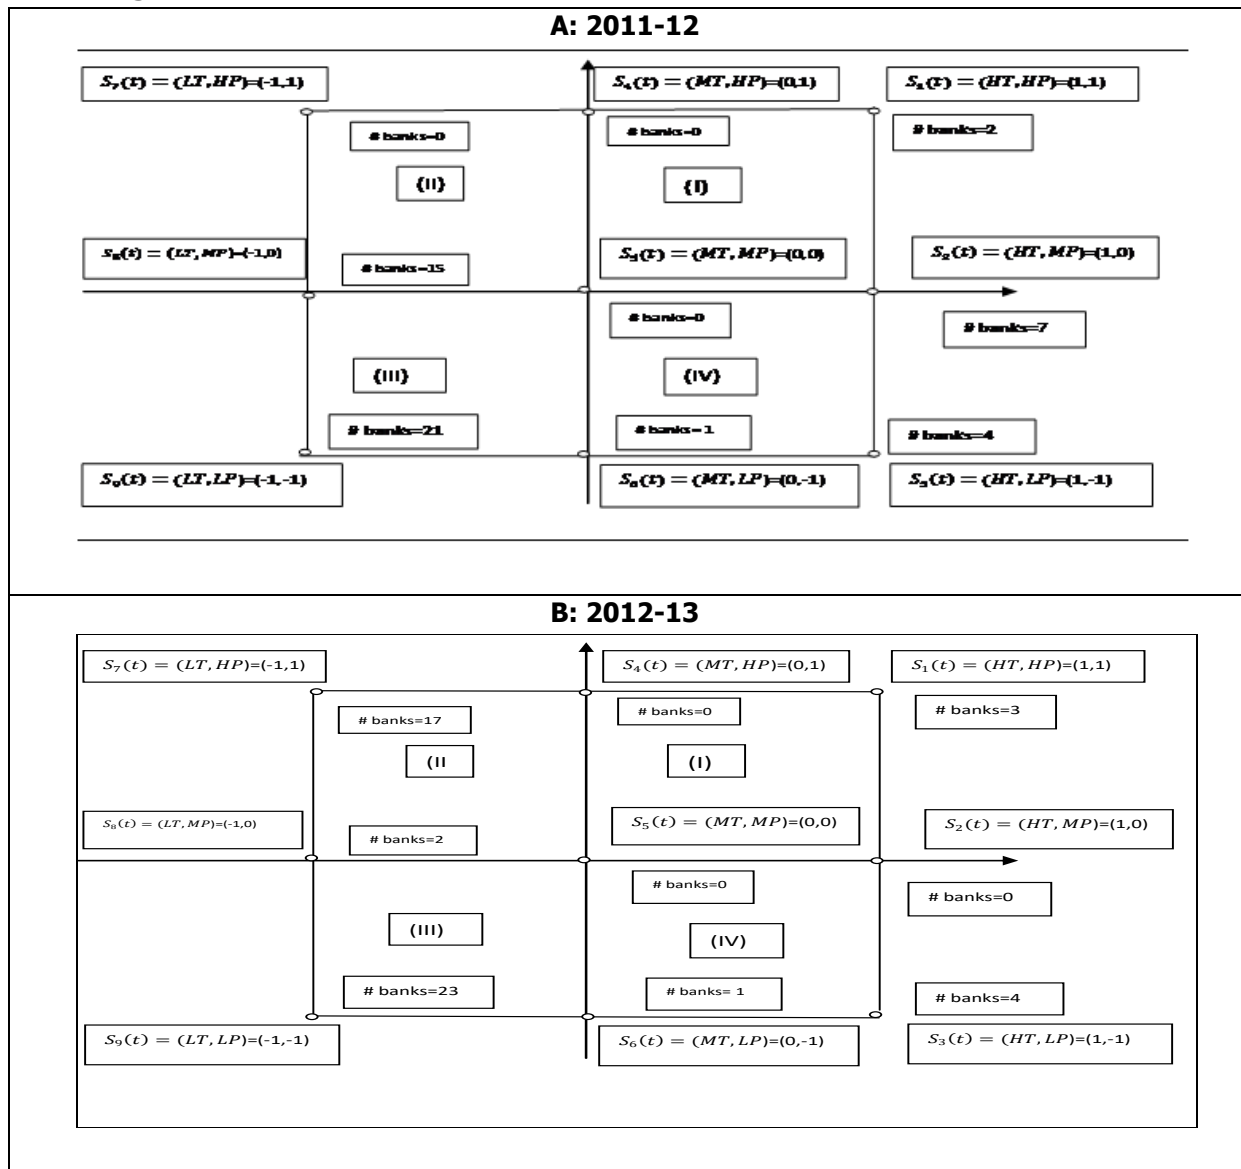 A: 2011-12
S₇(t) = (LT, HP)=(-1,1)
S₄(t) = (MT, HP)=(0,1)
S₁(t) = (HT, HP)=(1,1)
# banks=0
# banks=0
# banks=2
(II)
(I)
S₈(t) = (LT, MP)=(-1,0)
S₅(t) = (MT, MP)=(0,0)
S₂(t) = (HT, MP)=(1,0)
# banks=15
# banks=0
# banks=7
(III)
(IV)
# banks=21
# banks= 1
# banks=4
S₉(t) = (LT, LP)=(-1,-1)
S₆(t) = (MT, LP)=(0,-1)
S₃(t) = (HT, LP)=(1,-1)
B: 2012-13
S₇(t) = (LT, HP)=(-1,1)
S₄(t) = (MT, HP)=(0,1)
S₁(t) = (HT, HP)=(1,1)
# banks=17
# banks=0
# banks=3
(II
(I)
S₈(t) = (LT, MP)=(-1,0)
S₅(t) = (MT, MP)=(0,0)
S₂(t) = (HT, MP)=(1,0)
# banks=2
# banks=0
# banks=0
(III)
(IV)
# banks=23
# banks= 1
# banks=4
S₉(t) = (LT, LP)=(-1,-1)
S₆(t) = (MT, LP)=(0,-1)
S₃(t) = (HT, LP)=(1,-1)